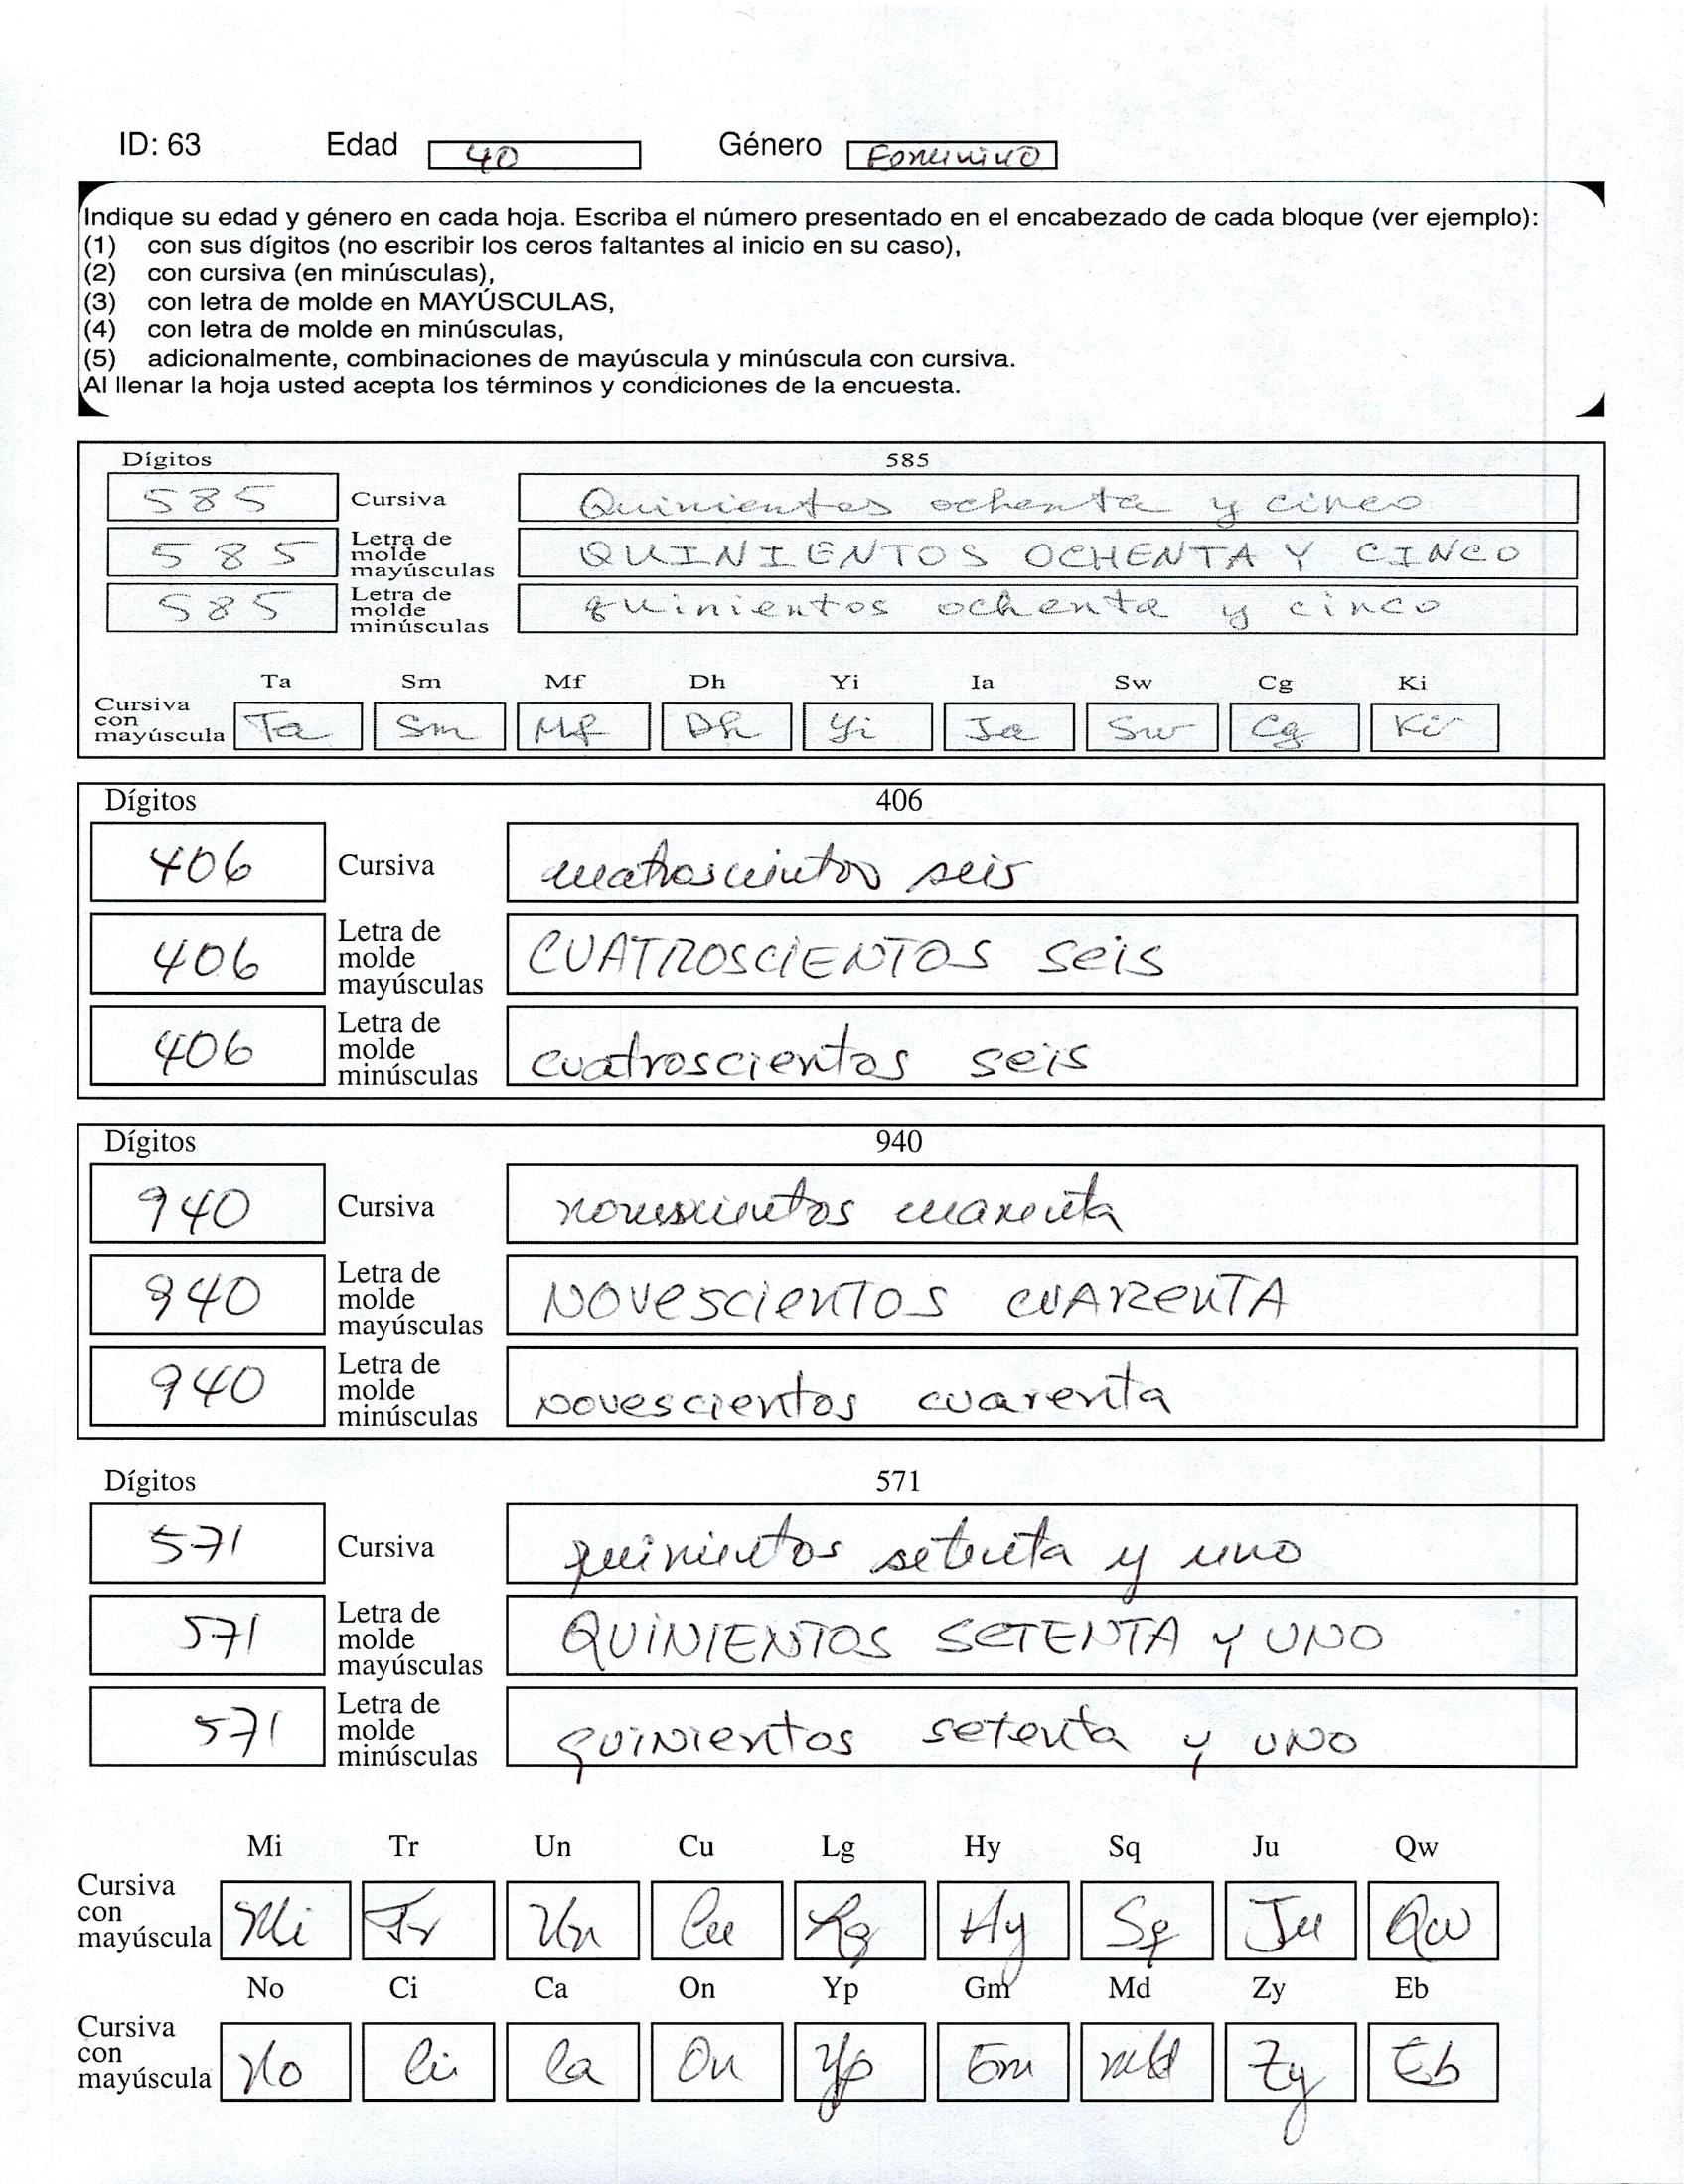 ID: 63 Edad 40 Género Femenino
Indique su edad y género en cada hoja. Escriba el número presentado en el encabezado de cada bloque (ver ejemplo):
(1) con sus dígitos (no escribir los ceros faltantes al inicio en su caso),
(2) con cursiva (en minúsculas),
(3) con letra de molde en MAYÚSCULAS,
(4) con letra de molde en minúsculas,
(5) adicionalmente, combinaciones de mayúscula y minúscula con cursiva.
Al llenar la hoja usted acepta los términos y condiciones de la encuesta.
Dígitos 585
585 Cursiva Quinientos ochenta y cinco
585 Letra de molde mayúsculas QUINIENTOS OCHENTA Y CINCO
585 Letra de molde minúsculas quinientos ochenta y cinco
Ta Sm Mf Dh Yi Ia Sw Cg Ki
Cursiva con mayúscula Ta Sm Mf Dh Yi Ia Sw Cg Ki
Dígitos 406
406 Cursiva cuatroscientos seis
406 Letra de molde mayúsculas CUATROSCIENTOS SeiS
406 Letra de molde minúsculas cuatroscientos seis
Dígitos 940
940 Cursiva novescientos cuarenta
940 Letra de molde mayúsculas NOVescienTOS cUARenTA
940 Letra de molde minúsculas novescientos cuarenta
Dígitos 571
571 Cursiva quinientos setenta y uno
571 Letra de molde mayúsculas QUINIENTOS SETENTA Y UNO
571 Letra de molde minúsculas quinientos setenta y uno
Mi Tr Un Cu Lg Hy Sq Ju Qw
Cursiva con mayúscula Mi Tr Un Cu Lg Hy Sq Ju Qw
No Ci Ca On Yp Gm Md Zy Eb
Cursiva con mayúscula No Ci Ca On Yp Gm Md Zy Eb